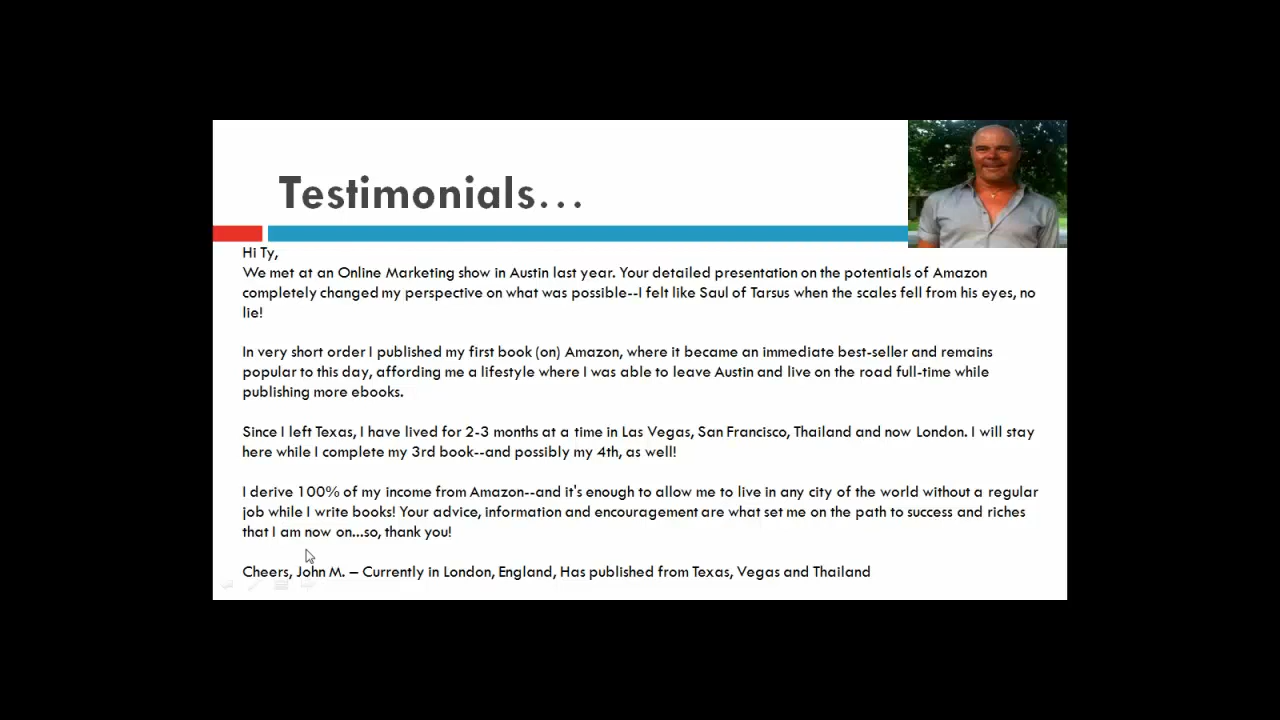 Testimonials...
Hi Ty,
We met at an Online Marketing show in Austin last year. Your detailed presentation on the potentials of Amazon
completely changed my perspective on what was possible--I felt like Saul of Tarsus when the scales fell from his eyes, no
lie!
In very short order I published my first book (on) Amazon, where it became an immediate best-seller and remains
popular to this day, affording me a lifestyle where I was able to leave Austin and live on the road full-time while
publishing more ebooks.
Since I left Texas, I have lived for 2-3 months at a time in Las Vegas, San Francisco, Thailand and now London. I will stay
here while I complete my 3rd book--and possibly my 4th, as well!
I derive 100% of my income from Amazon--and it's enough to allow me to live in any city of the world without a regular
job while I write books! Your advice, information and encouragement are what set me on the path to success and riches
that I am now on...so, thank you!
Cheers, John M. – Currently in London, England, Has published from Texas, Vegas and Thailand